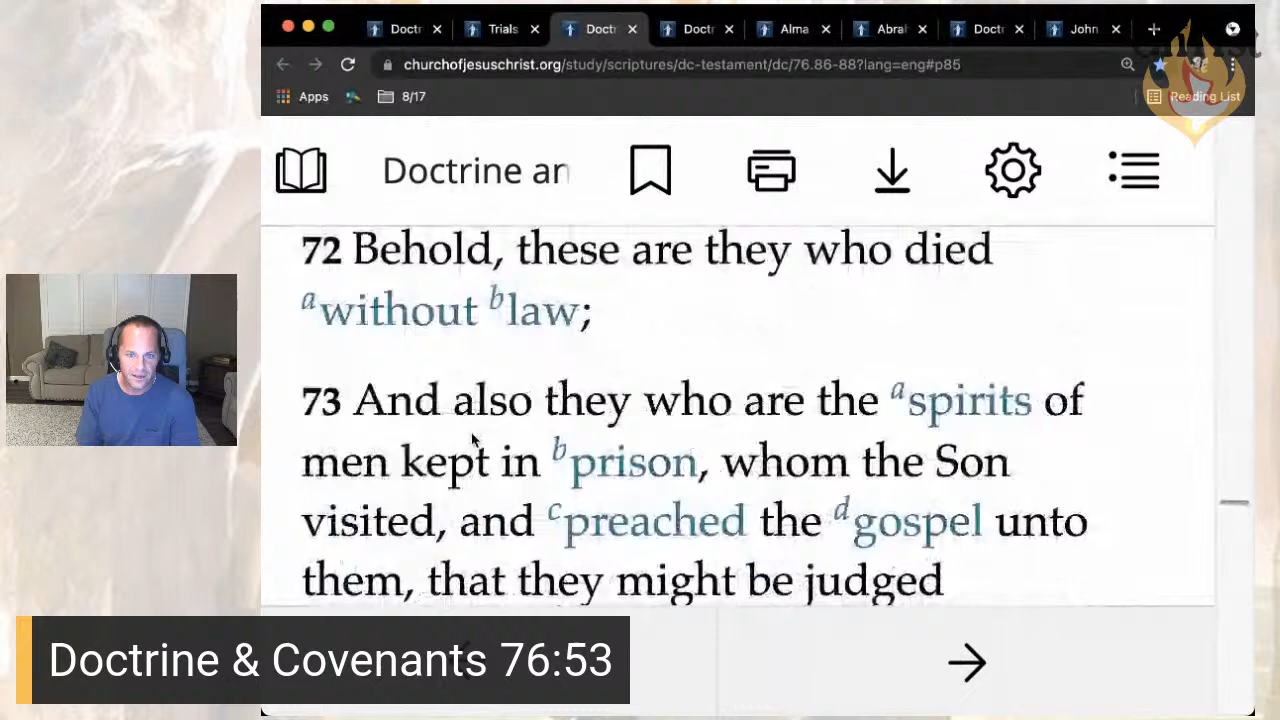 Doctr
Trials
Doctr
Doctr
Alma
Abral
Doctr
John
churchofjesuschrist.org/study/scriptures/dc-testament/dc/76.86-88?lang=eng#p85
Apps
8/17
Reading List
Doctrine an
72 Behold, these are they who died
a without b law;
73 And also they who are the a spirits of
men kept in b prison, whom the Son
visited, and c preached the d gospel unto
them, that they might be judged
Doctrine & Covenants 76:53